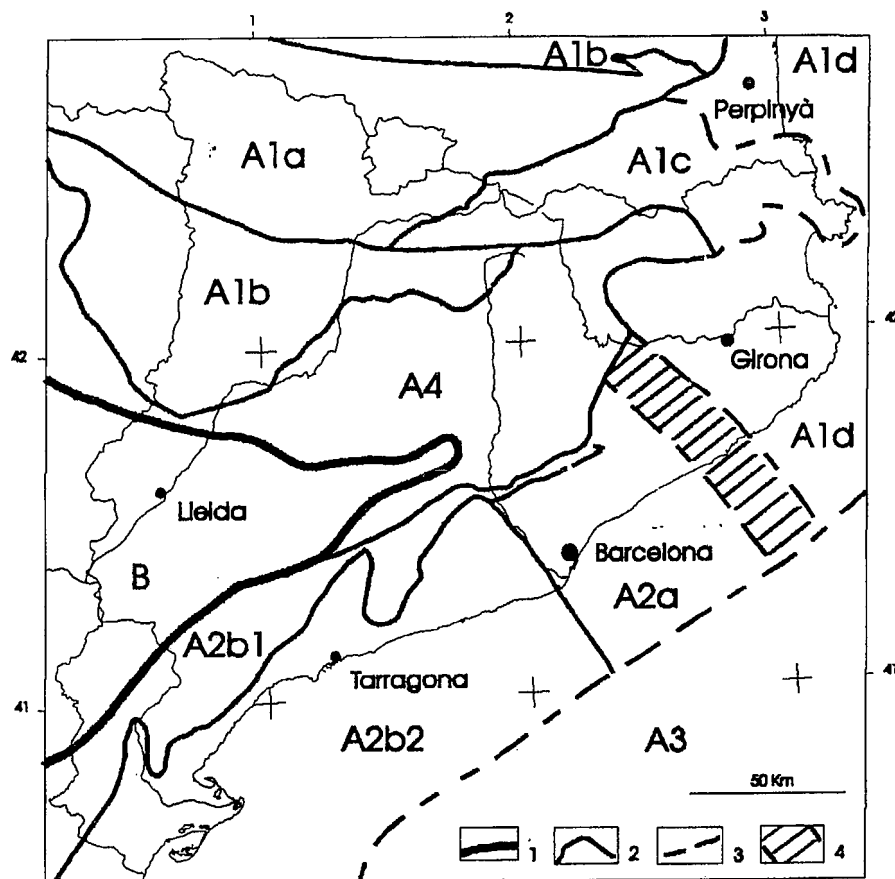 1 2 3
A1b
A1d
Perpinyà
A1a
A1c
A1b
42
42
Girona
A4
A1d
Lleida
Barcelona
B
A2a
A2b1
Tarragona
41
41
A2b2
A3
50 Km
1 2 3 4